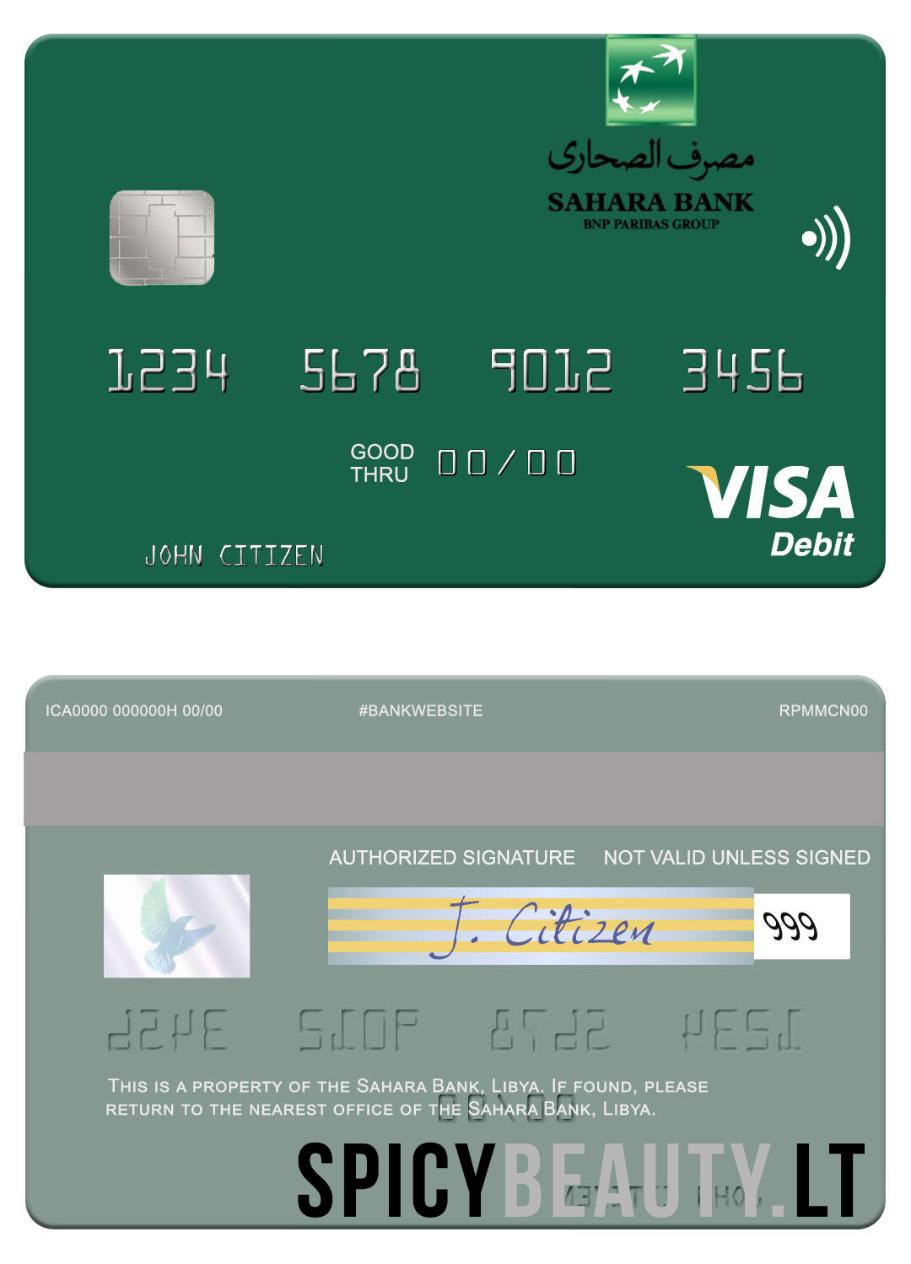 مصرف الصحارى
SAHARA BANK
BNP PARIBAS GROUP
1234 5678 9012 3456
GOOD THRU 00/00
VISA
Debit
JOHN CITIZEN
ICA0000 000000H 00/00 #BANKWEBSITE RPMMCN00
AUTHORIZED SIGNATURE NOT VALID UNLESS SIGNED
J. Citizen 999
THIS IS A PROPERTY OF THE SAHARA BANK, LIBYA. IF FOUND, PLEASE
RETURN TO THE NEAREST OFFICE OF THE SAHARA BANK, LIBYA.
SPICYBEAUTY.LT